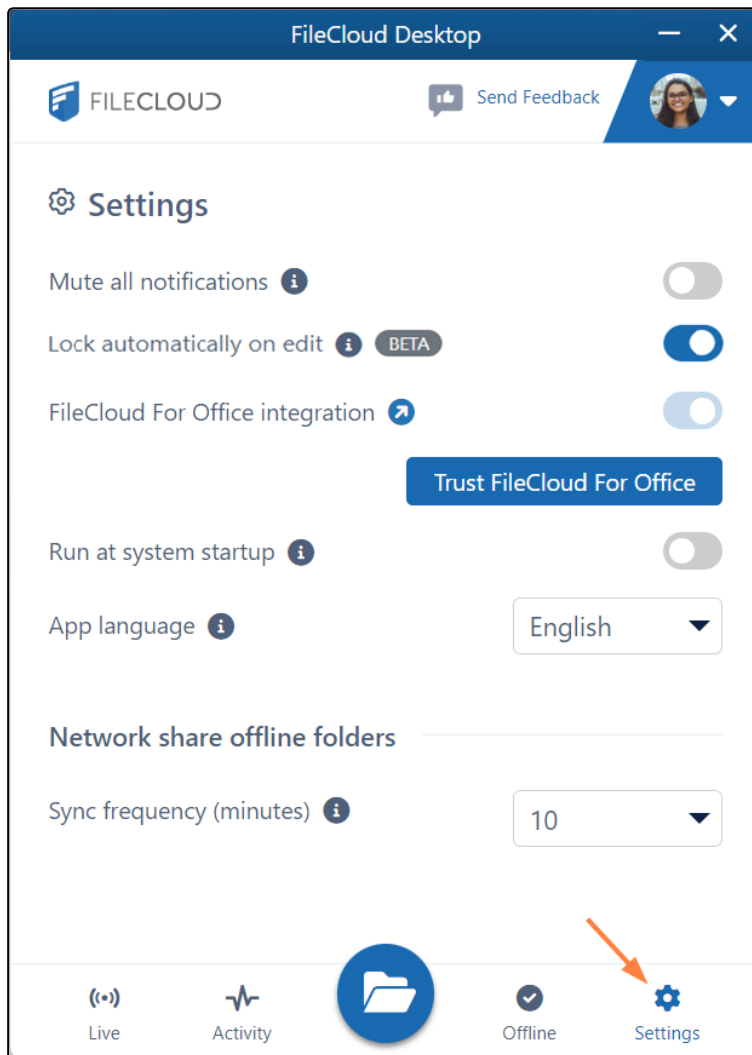 FileCloud Desktop
FILECLOUD
Send Feedback
Settings
Mute all notifications
Lock automatically on edit BETA
FileCloud For Office integration
Trust FileCloud For Office
Run at system startup
App language English
Network share offline folders
Sync frequency (minutes) 10
Live Activity Offline Settings